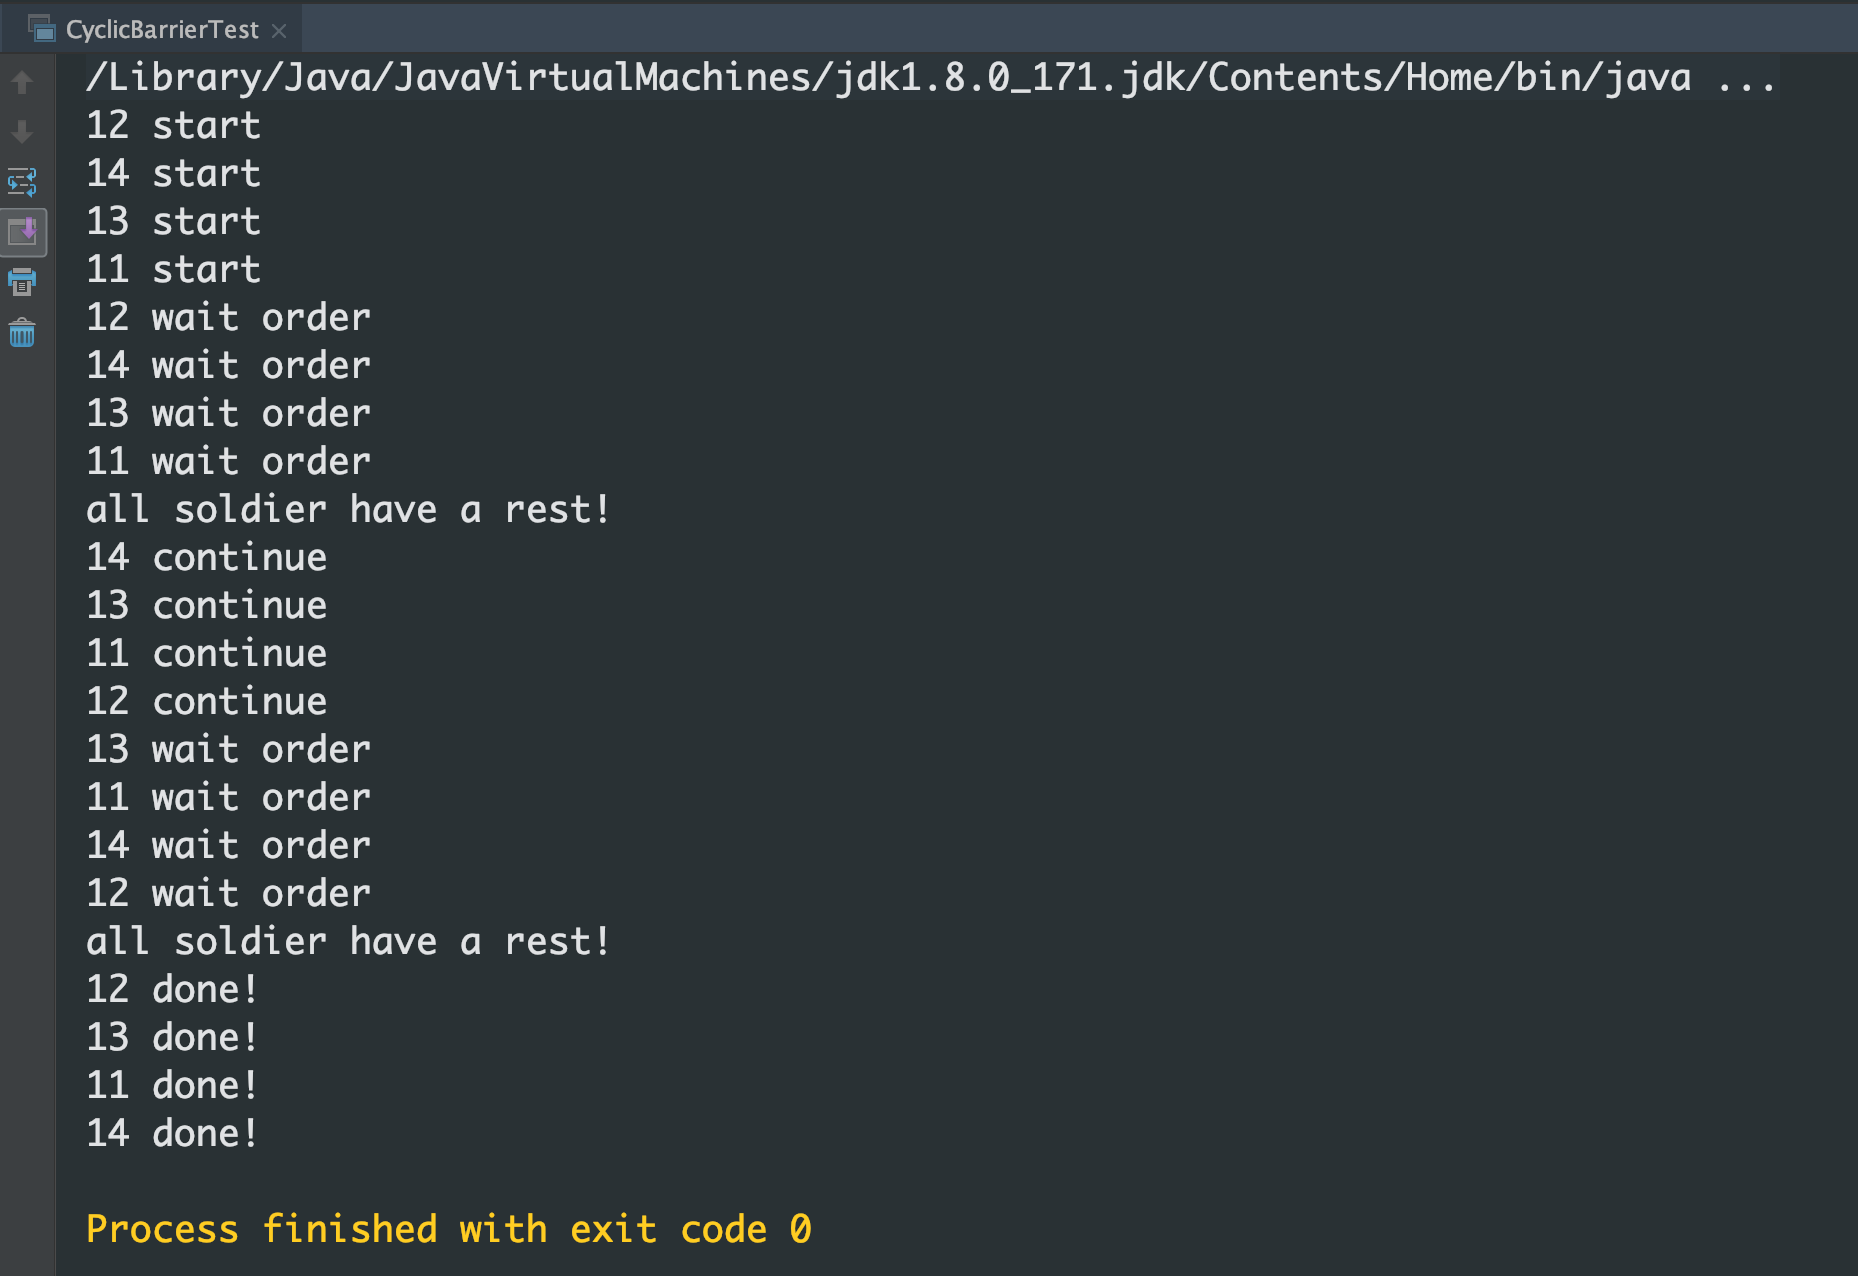 CyclicBarrierTest
/Library/Java/JavaVirtualMachines/jdk1.8.0_171.jdk/Contents/Home/bin/java ...
12 start
14 start
13 start
11 start
12 wait order
14 wait order
13 wait order
11 wait order
all soldier have a rest!
14 continue
13 continue
11 continue
12 continue
13 wait order
11 wait order
14 wait order
12 wait order
all soldier have a rest!
12 done!
13 done!
11 done!
14 done!
Process finished with exit code 0